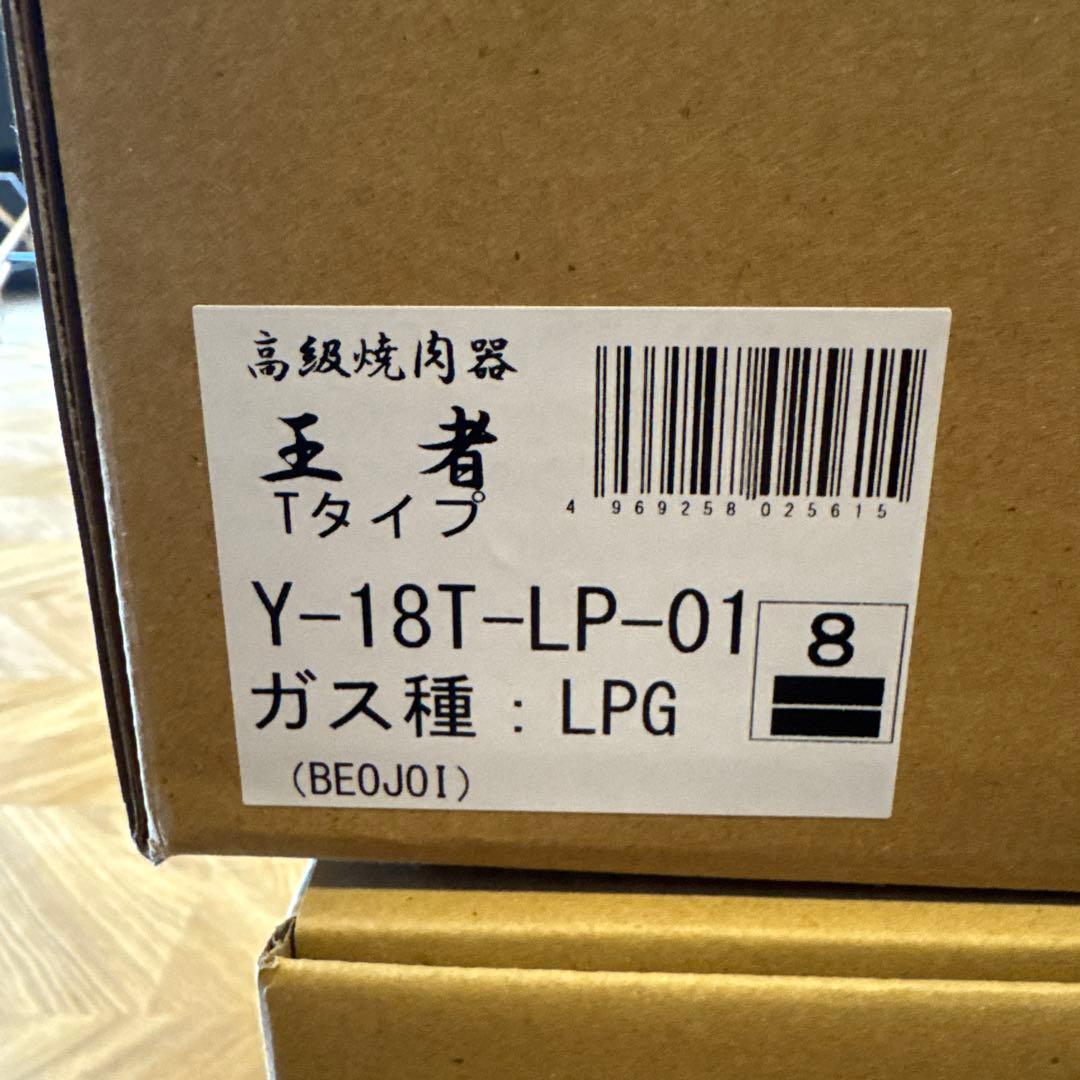 高級焼肉器
王者
Tタイプ
4 969258 025615
Y-18T-LP-01
8
ガス種：LPG
(BE0J0I)